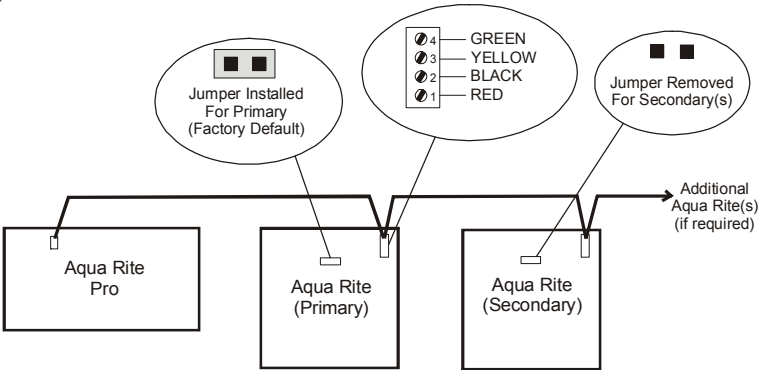 Jumper Installed
For Primary
(Factory Default)
4 GREEN
3 YELLOW
2 BLACK
1 RED
Jumper Removed
For Secondary(s)
Additional
Aqua Rite(s)
(if required)
Aqua Rite
Pro
Aqua Rite
(Primary)
Aqua Rite
(Secondary)